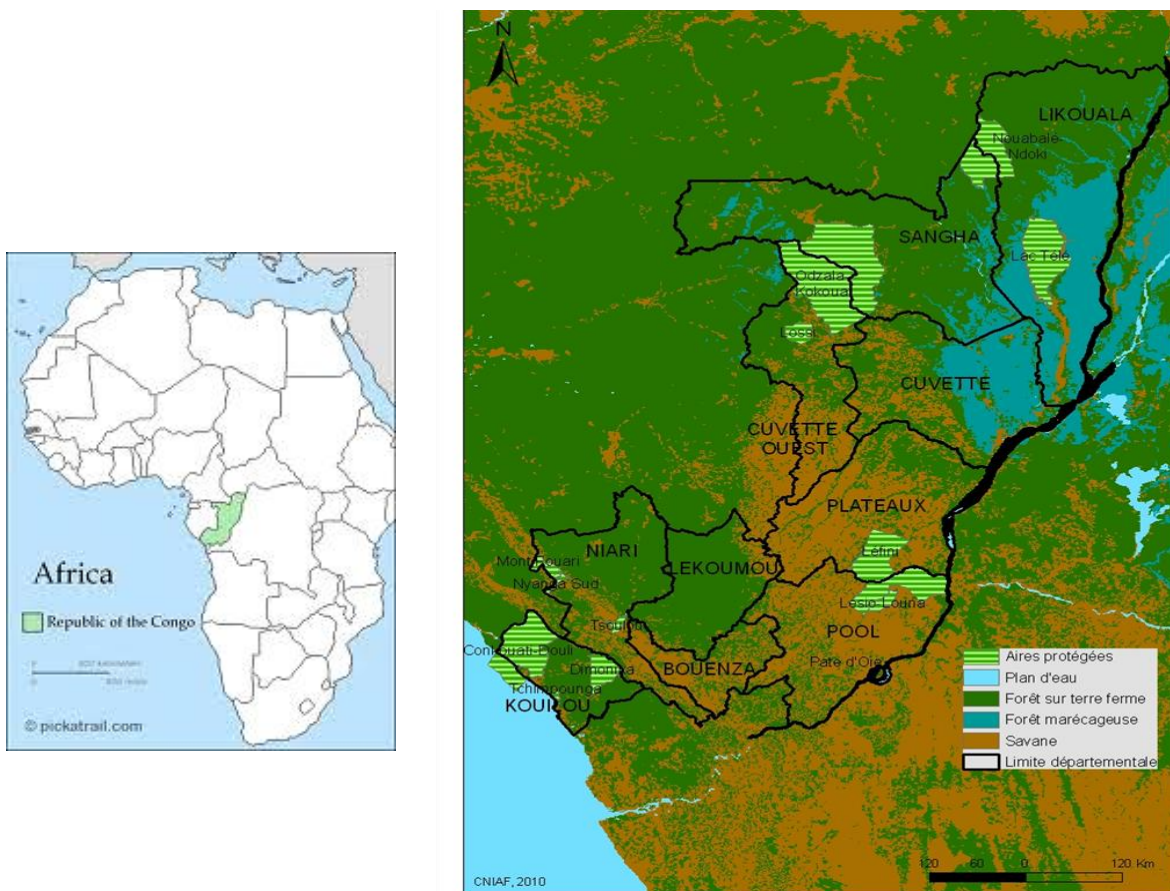 Africa
Republic of the Congo
© pickatrail.com
N
LIKOUALA
Nouabalé-
Ndoki
SANGHA
Lac Télé
Odzala
Kokoua
Lossi
CUVETTE
CUVETTE
OUEST
PLATEAUX
NIARI
Mont Fouari
LEKOUMOU
Léfini
Nyanga Sud
Lesio Louna
Tsoulou
POOL
Conkouati-Douli
Dimonika
BOUENZA
Pate d'Oie
Tchimpounga
KOUILOU
Aires protégées
Plan d'eau
Forêt sur terre ferme
Forêt marécageuse
Savane
Limite départementale
120 60 0 120 Km
CNIAF, 2010